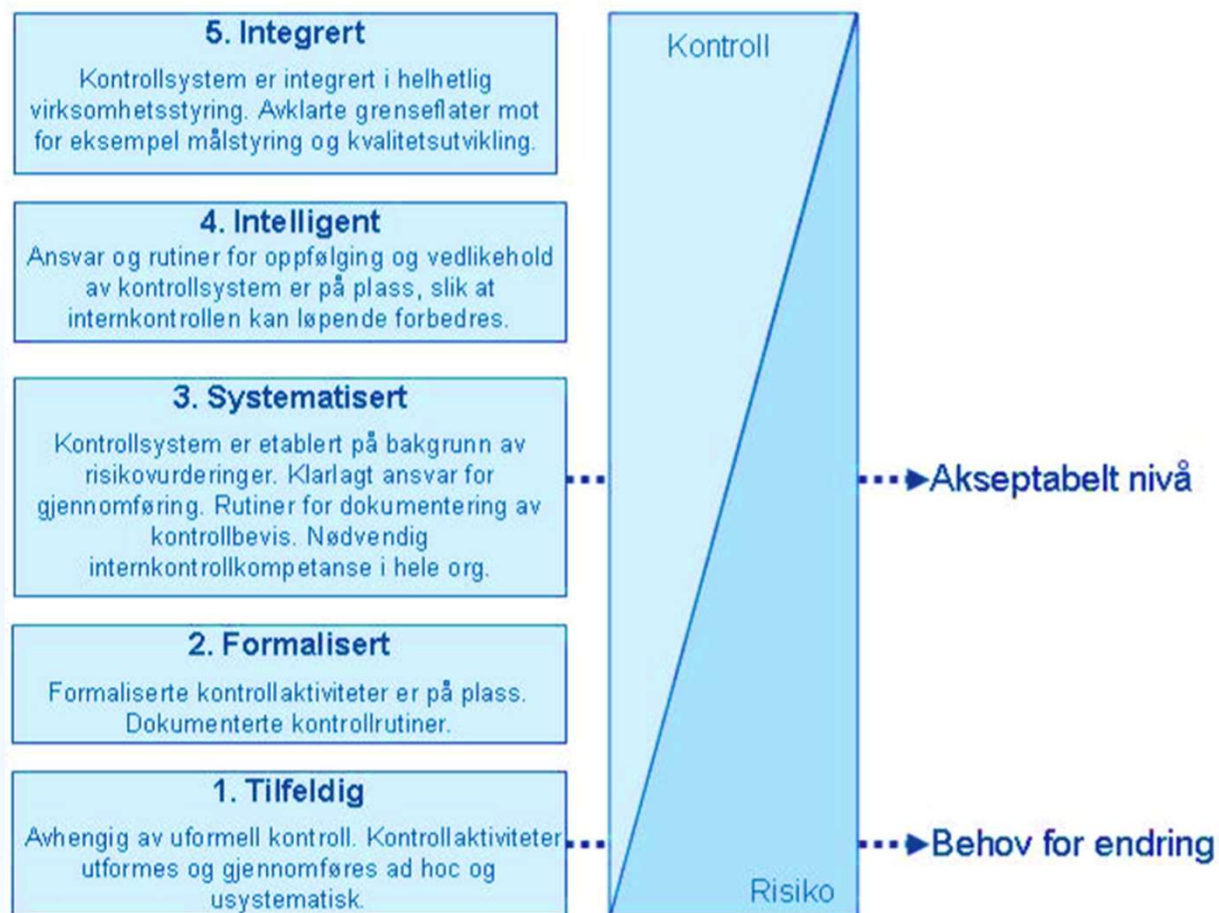 5. Integrert
Kontrollsystem er integrert i helhetlig
virksomhetsstyring. Avklarte grenseflater mot
for eksempel målstyring og kvalitetsutvikling.
4. Intelligent
Ansvar og rutiner for oppfølging og vedlikehold
av kontrollsystem er på plass, slik at
internkontrollen kan løpende forbedres.
3. Systematisert
Kontrollsystem er etablert på bakgrunn av
risikovurderinger. Klarlagt ansvar for
gjennomføring. Rutiner for dokumentering av
kontrollbevis. Nødvendig
internkontrollkompetanse i hele org.
2. Formalisert
Formaliserte kontrollaktiviteter er på plass.
Dokumenterte kontrollrutiner.
1. Tilfeldig
Avhengig av uformell kontroll. Kontrollaktiviteter
utformes og gjennomføres ad hoc og
usystematisk.
Kontroll
Risiko
Akseptabelt nivå
Behov for endring